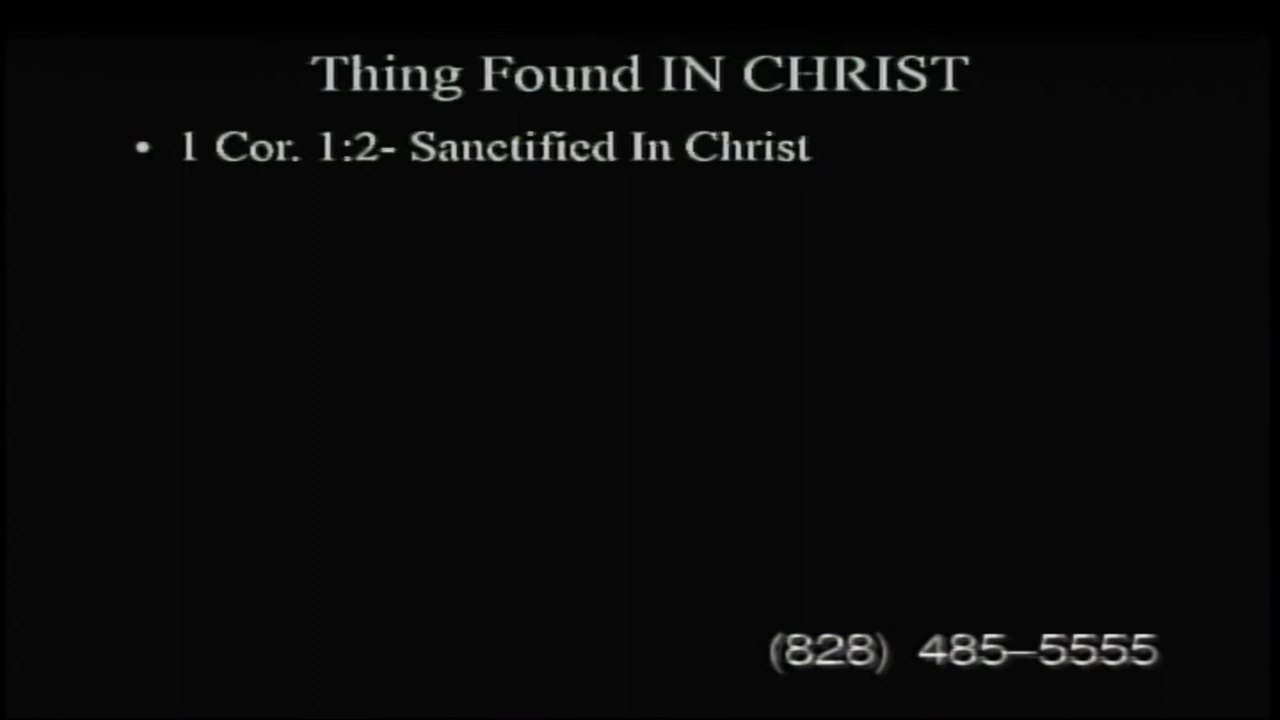 Thing Found IN CHRIST
• 1 Cor. 1:2- Sanctified In Christ
(828) 485–5555